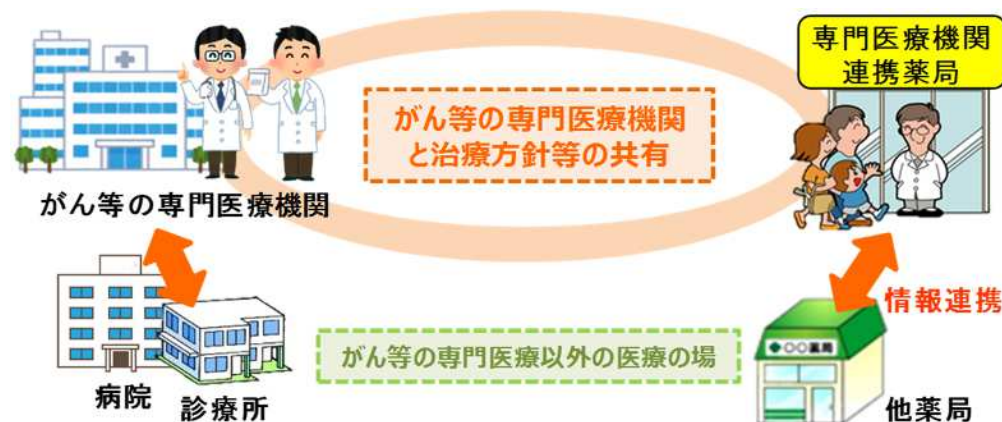 専門医療機関
連携薬局
がん等の専門医療機関
と治療方針等の共有
がん等の専門医療機関
情報連携
○○薬局
がん等の専門医療以外の医療の場
病院
診療所
他薬局